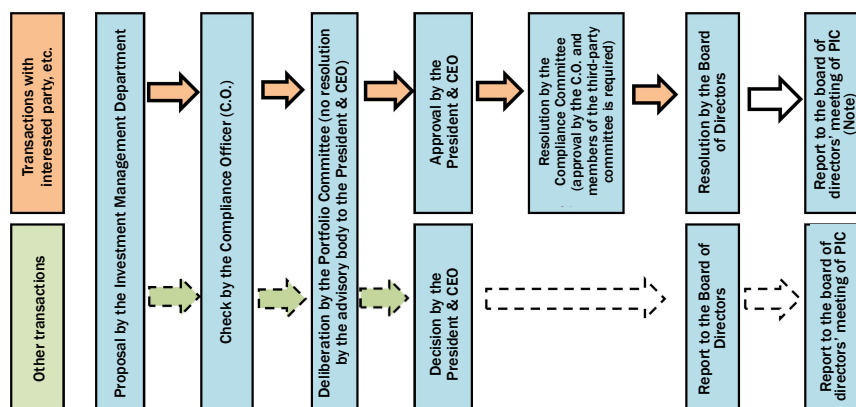 Transactions with
interested party, etc.
Other transactions
Proposal by the Investment Management Department
Check by the Compliance Officer (C.O.)
Deliberation by the Portfolio Committee (no resolution
by the advisory body to the President & CEO)
Approval by the
President & CEO
Decision by the
President & CEO
Resolution by the
Compliance Committee
(approval by the C.O. and
members of the third-party
committee is required)
Resolution by the Board
of Directors
Report to the Board of
Directors
Report to the board of
directors' meeting of PIC
(Note)
Report to the board of
directors' meeting of PIC